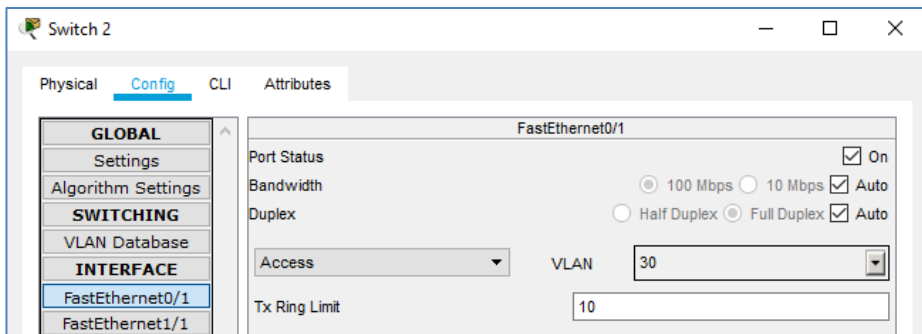 Switch 2
Physical Config CLI Attributes
GLOBAL
Settings
Algorithm Settings
SWITCHING
VLAN Database
INTERFACE
FastEthernet0/1
FastEthernet1/1
FastEthernet0/1
Port Status On
Bandwidth 100 Mbps 10 Mbps Auto
Duplex Half Duplex Full Duplex Auto
Access VLAN 30
Tx Ring Limit 10